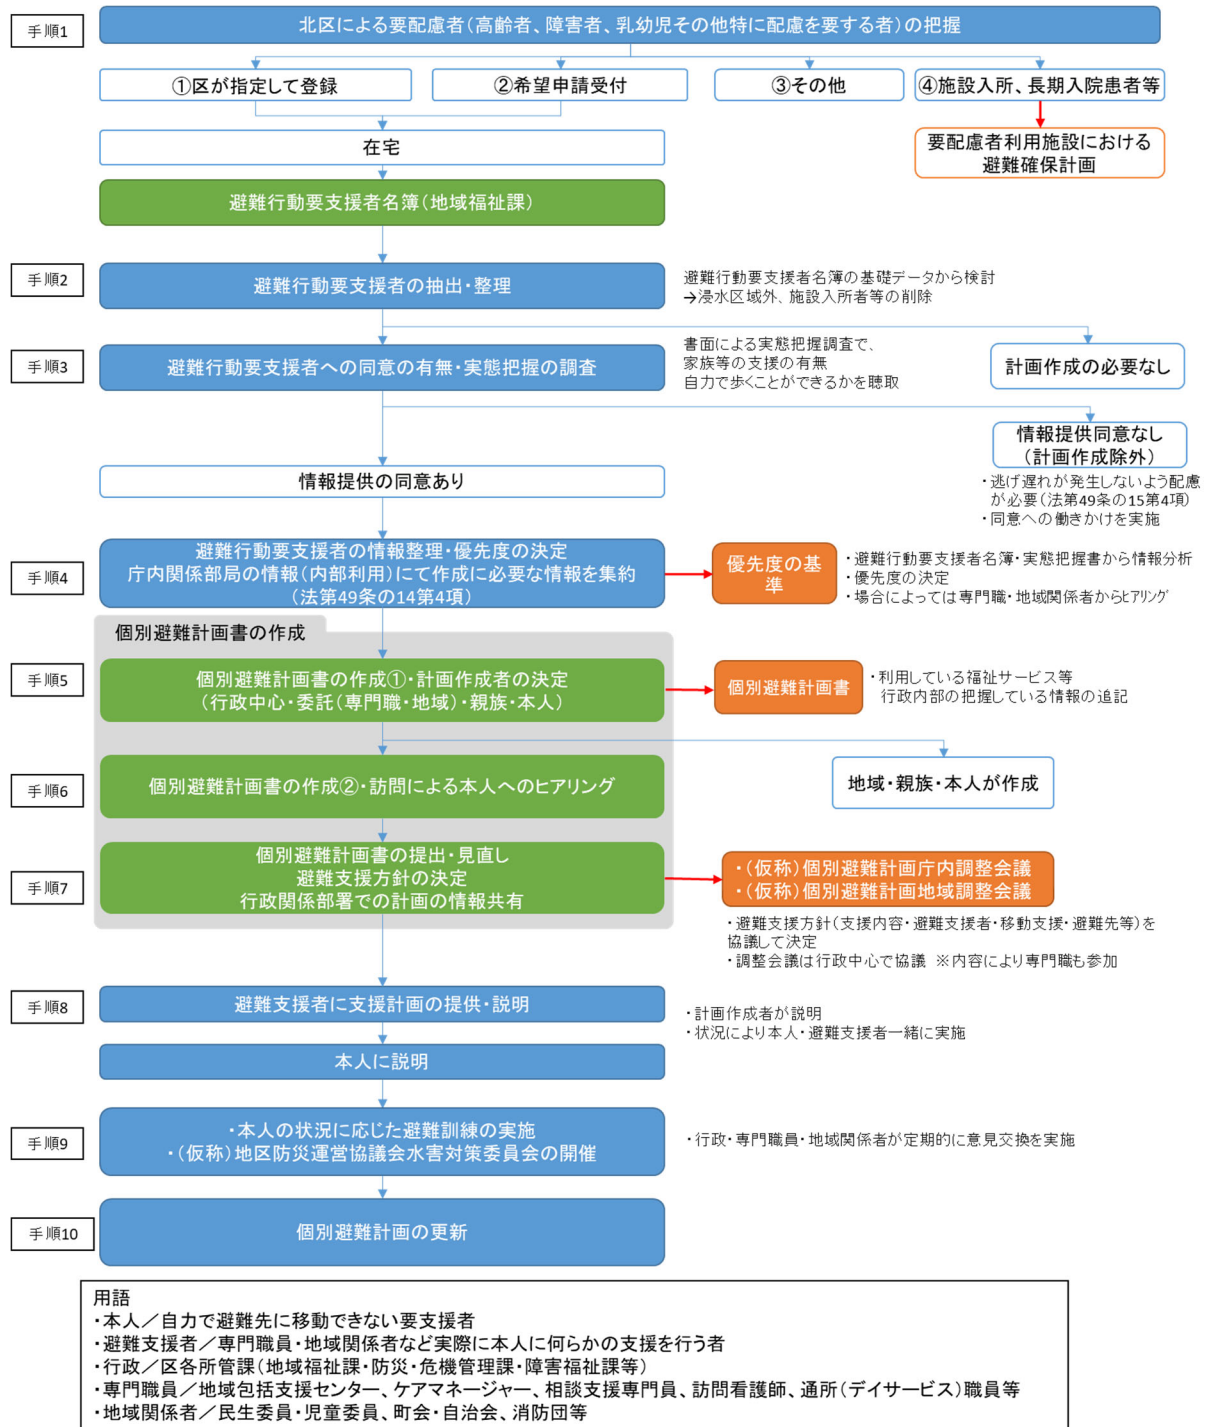 手順1
北区による要配慮者(高齢者、障害者、乳幼児その他特に配慮を要する者)の把握
①区が指定して登録
②希望申請受付
③その他
④施設入所、長期入院患者等
在宅
要配慮者利用施設における
避難確保計画
避難行動要支援者名簿(地域福祉課)
手順2
避難行動要支援者の抽出・整理
避難行動要支援者名簿の基礎データから検討
→浸水区域外、施設入所者等の削除
手順3
避難行動要支援者への同意の有無・実態把握の調査
書面による実態把握調査で、
家族等の支援の有無
自力で歩くことができるかを聴取
計画作成の必要なし
情報提供同意なし
(計画作成除外)
・逃げ遅れが発生しないよう配慮
が必要(法第49条の15第4項)
・同意への働きかけを実施
情報提供の同意あり
手順4
避難行動要支援者の情報整理・優先度の決定
庁内関係部局の情報(内部利用)にて作成に必要な情報を集約
(法第49条の14第4項)
優先度の基
準
・避難行動要支援者名簿・実態把握書から情報分析
・優先度の決定
・場合によっては専門職・地域関係者からヒアリング
個別避難計画書の作成
手順5
個別避難計画書の作成①・計画作成者の決定
(行政中心・委託(専門職・地域)・親族・本人)
個別避難計画書
・利用している福祉サービス等
行政内部の把握している情報の追記
手順6
個別避難計画書の作成②・訪問による本人へのヒアリング
地域・親族・本人が作成
手順7
個別避難計画書の提出・見直し
避難支援方針の決定
行政関係部署での計画の情報共有
・(仮称)個別避難計画庁内調整会議
・(仮称)個別避難計画地域調整会議
・避難支援方針(支援内容・避難支援者・移動支援・避難先等)を
協議して決定
・調整会議は行政中心で協議 ※内容により専門職も参加
手順8
避難支援者に支援計画の提供・説明
・計画作成者が説明
・状況により本人・避難支援者一緒に実施
本人に説明
手順9
・本人の状況に応じた避難訓練の実施
・(仮称)地区防災運営協議会水害対策委員会の開催
・行政・専門職員・地域関係者が定期的に意見交換を実施
手順10
個別避難計画の更新
用語
・本人/自力で避難先に移動できない要支援者
・避難支援者/専門職員・地域関係者など実際に本人に何らかの支援を行う者
・行政/区各所管課(地域福祉課・防災・危機管理課・障害福祉課等)
・専門職員/地域包括支援センター、ケアマネージャー、相談支援専門員、訪問看護師、通所(デイサービス)職員等
・地域関係者/民生委員・児童委員、町会・自治会、消防団等